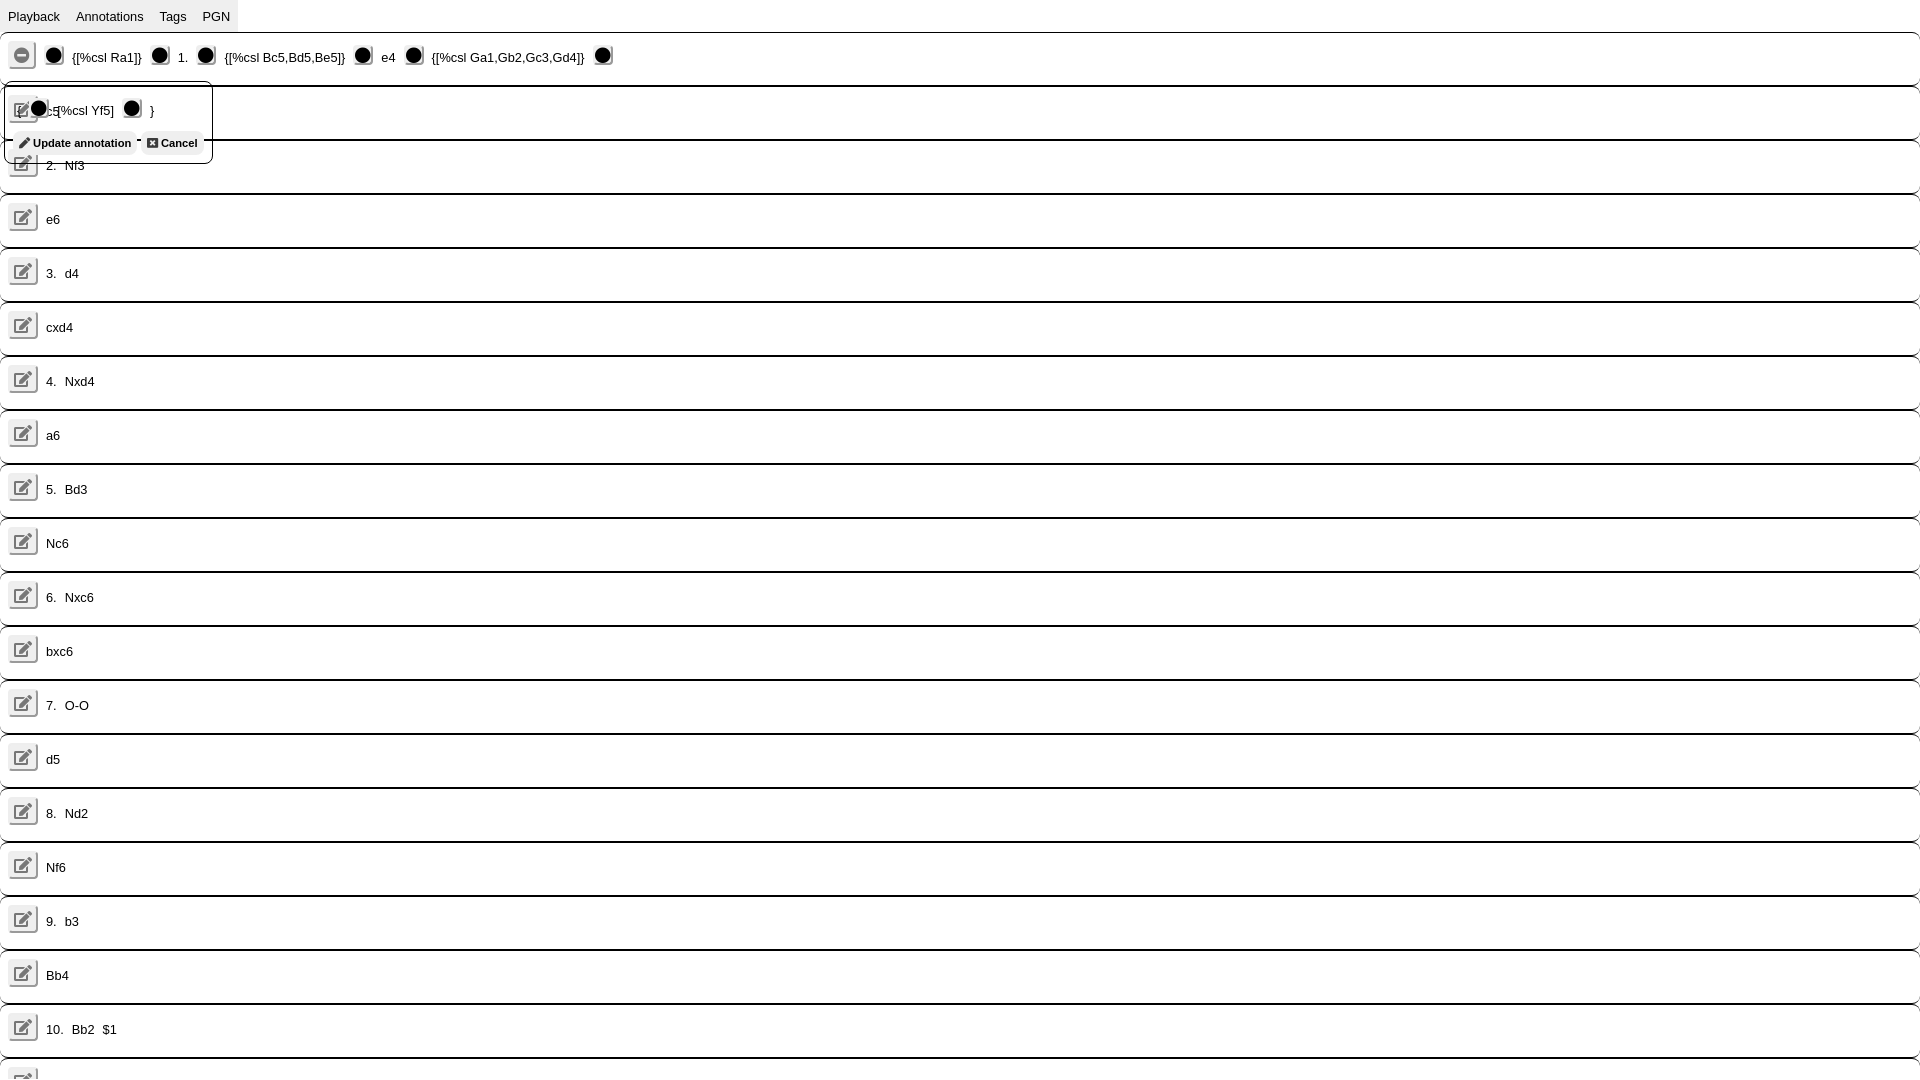 Playback Annotations Tags PGN
{[%csl Ra1]} 1. {[%csl Bc5,Bd5,Be5]} e4 {[%csl Ga1,Gb2,Gc3,Gd4]}
{ [%csl Yf5] }
c5
Update annotation Cancel
2. Nf3
e6
3. d4
cxd4
4. Nxd4
a6
5. Bd3
Nc6
6. Nxc6
bxc6
7. O-O
d5
8. Nd2
Nf6
9. b3
Bb4
10. Bb2 $1